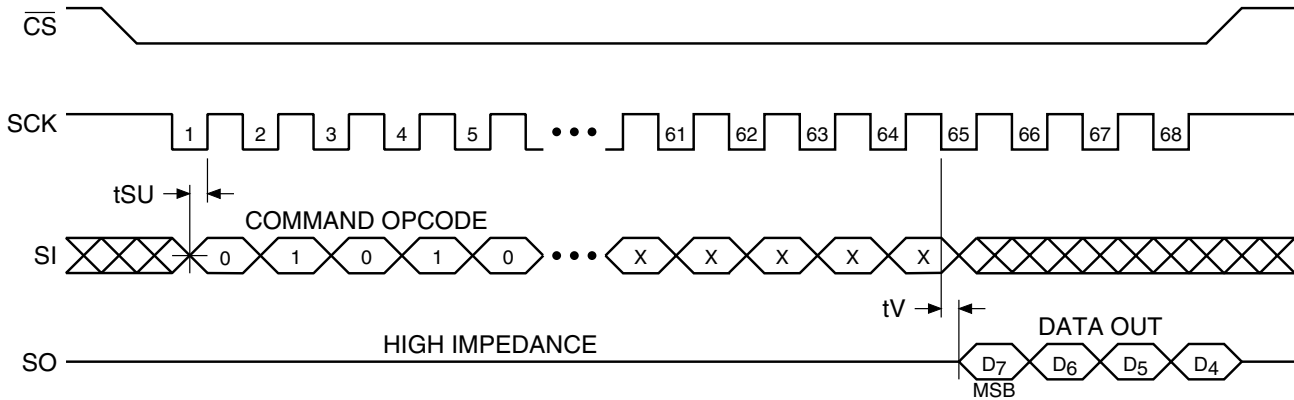 CS
SCK 1 2 3 4 5 ••• 61 62 63 64 65 66 67 68
tSU
COMMAND OPCODE
SI 0 1 0 1 0 ••• X X X X X
tV
DATA OUT
HIGH IMPEDANCE
SO D7 D6 D5 D4
MSB